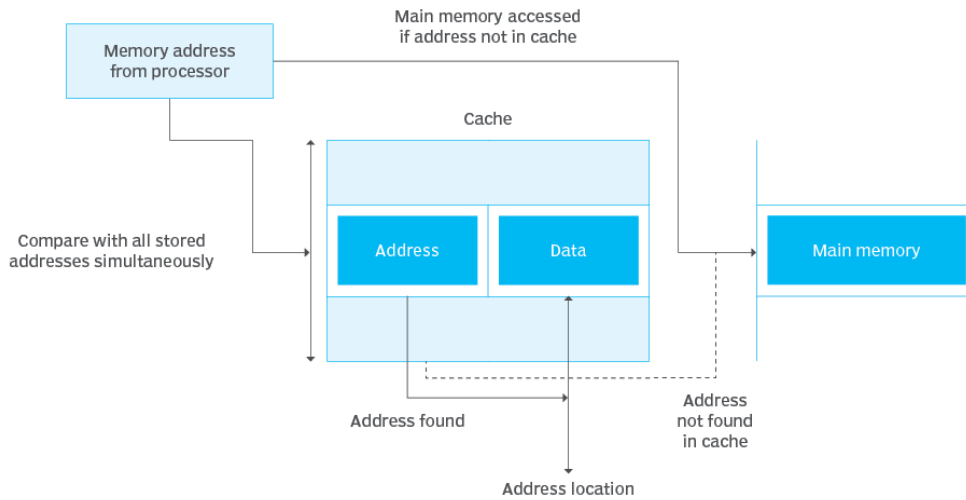 Main memory accessed
if address not in cache
Memory address
from processor
Cache
Compare with all stored
addresses simultaneously
Address
Data
Main memory
Address found
Address
not found
in cache
Address location